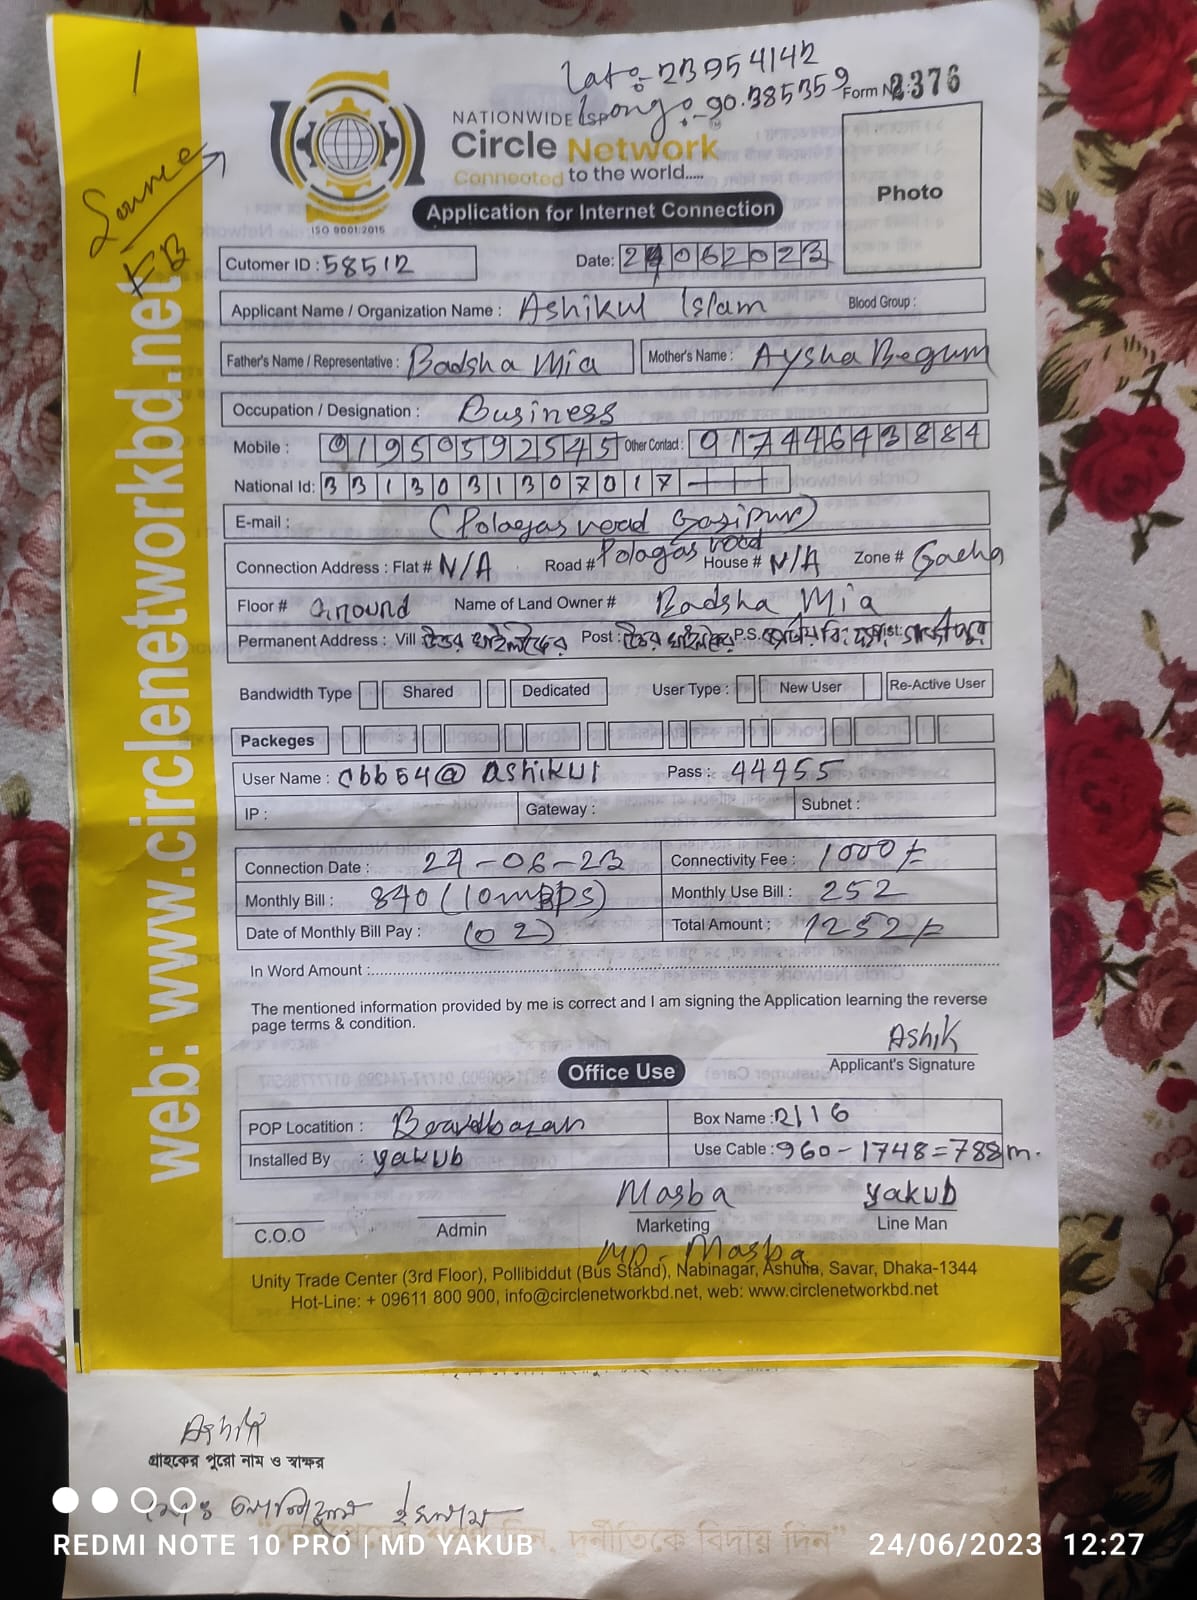 1
Lat:- 23954142
Long:- 90.385359
Form No: 2376
Source
FB
NATIONWIDE ISP
Circle Network
Connected to the world.....
ISO 9001:2015
Photo
Application for Internet Connection
Cutomer ID : 58512
Date: 24062023
Applicant Name / Organization Name : Ashikul Islam Blood Group :
Father's Name / Representative : Badsha Mia Mother's Name : Aysha Begum
Occupation / Designation : Business
Mobile : 01950592545 Other Contact : 01744643884
National Id: 3313031307017
E-mail : (Polagas road Gazipur)
Connection Address : Flat # N/A Road # Polagas road House # N/A Zone # Gacha
Floor # Ground Name of Land Owner # Badsha Mia
Permanent Address : Vill Post : P.S. Dist:
Bandwidth Type Shared Dedicated User Type : New User Re-Active User
Packeges
User Name : cbb54@ashikul Pass : 44455
IP : Gateway : Subnet :
Connection Date : 24-06-23 Connectivity Fee : 1000/=
Monthly Bill : 840 (10mBPS) Monthly Use Bill : 252
Date of Monthly Bill Pay : (02) Total Amount : 1252/=
In Word Amount :
The mentioned information provided by me is correct and I am signing the Application learning the reverse
page terms & condition.
Ashik
Applicant's Signature
Office Use
POP Locatition : Box Name : R/16
Installed By : Yakub Use Cable : 960-1748=788m.
Masba Yakub
C.O.O Admin Marketing Line Man
MD. Masba
Unity Trade Center (3rd Floor), Pollibiddut (Bus Stand), Nabinagar, Ashulia, Savar, Dhaka-1344
Hot-Line: + 09611 800 900, info@circlenetworkbd.net, web: www.circlenetworkbd.net
web: www.circlenetworkbd.net
Ashik
গ্রাহকের পুরো নাম ও স্বাক্ষর
মোঃ আশিকুল ইসলাম
দুর্নীতিকে বিদায় দিন"
REDMI NOTE 10 PRO | MD YAKUB
24/06/2023 12:27